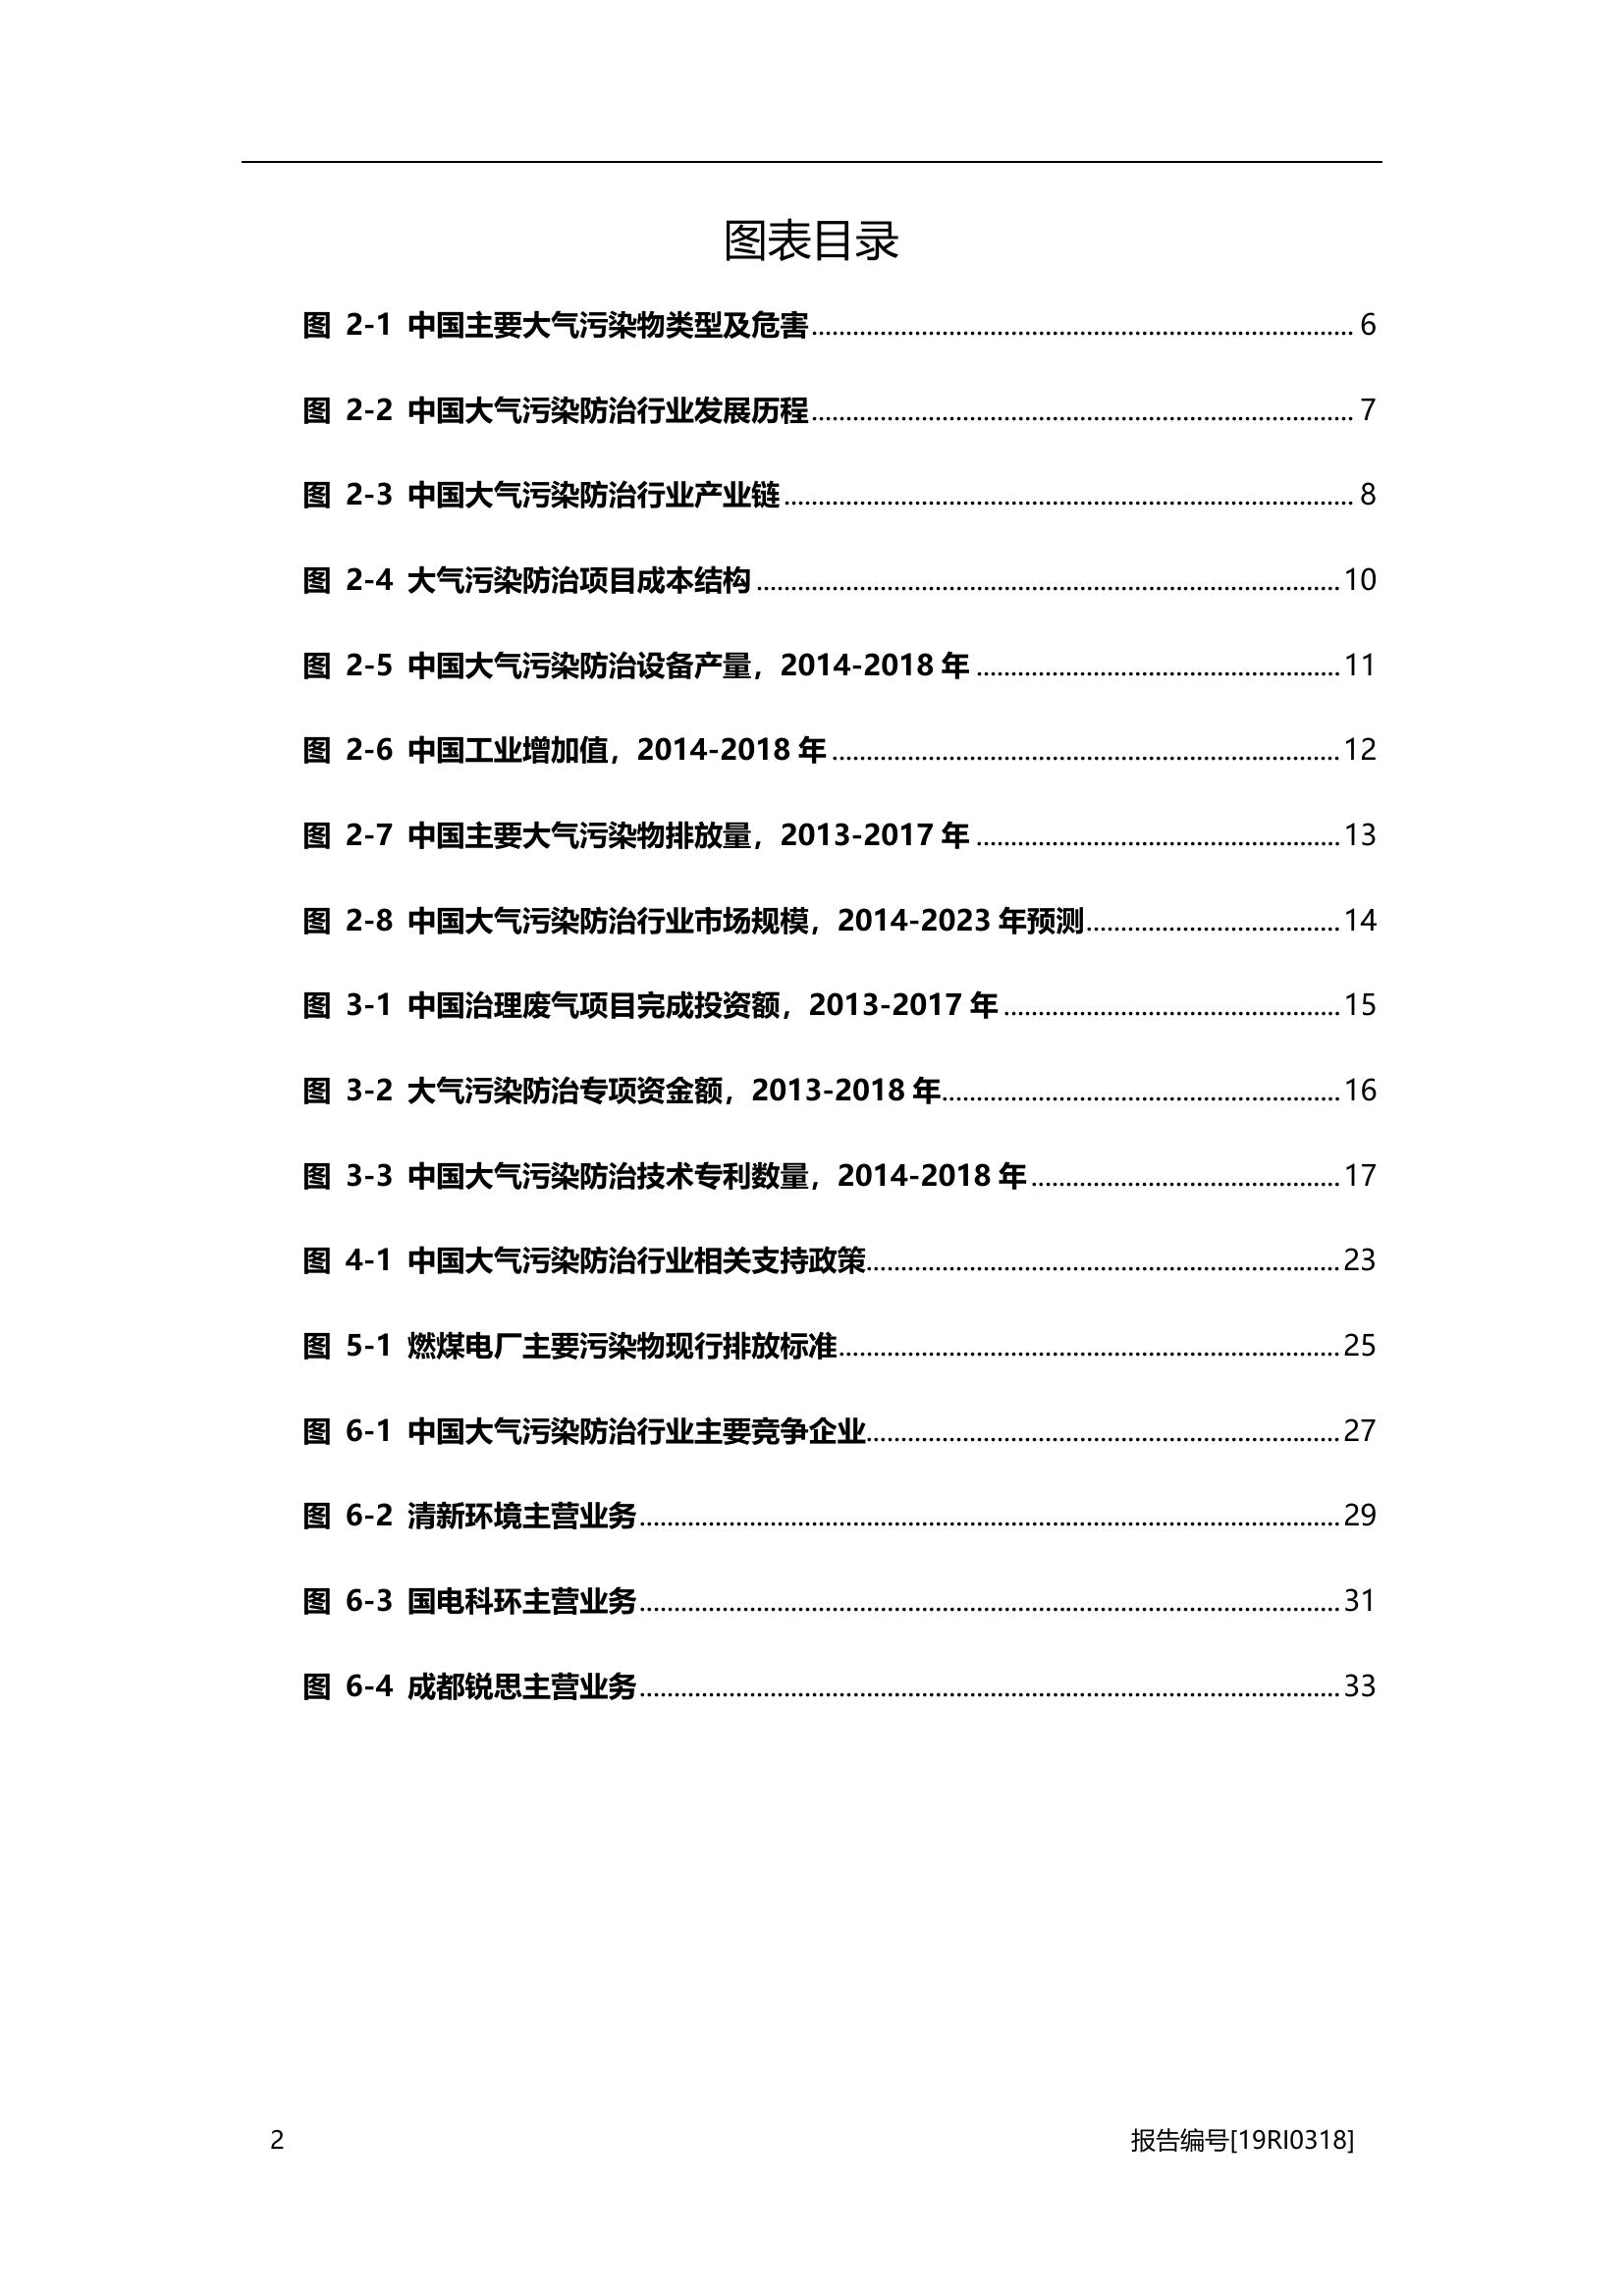 图表目录
图 2-1 中国主要大气污染物类型及危害 6
图 2-2 中国大气污染防治行业发展历程 7
图 2-3 中国大气污染防治行业产业链 8
图 2-4 大气污染防治项目成本结构 10
图 2-5 中国大气污染防治设备产量，2014-2018 年 11
图 2-6 中国工业增加值，2014-2018 年 12
图 2-7 中国主要大气污染物排放量，2013-2017 年 13
图 2-8 中国大气污染防治行业市场规模，2014-2023 年预测 14
图 3-1 中国治理废气项目完成投资额，2013-2017 年 15
图 3-2 大气污染防治专项资金额，2013-2018 年 16
图 3-3 中国大气污染防治技术专利数量，2014-2018 年 17
图 4-1 中国大气污染防治行业相关支持政策 23
图 5-1 燃煤电厂主要污染物现行排放标准 25
图 6-1 中国大气污染防治行业主要竞争企业 27
图 6-2 清新环境主营业务 29
图 6-3 国电科环主营业务 31
图 6-4 成都锐思主营业务 33
2 报告编号[19RI0318]